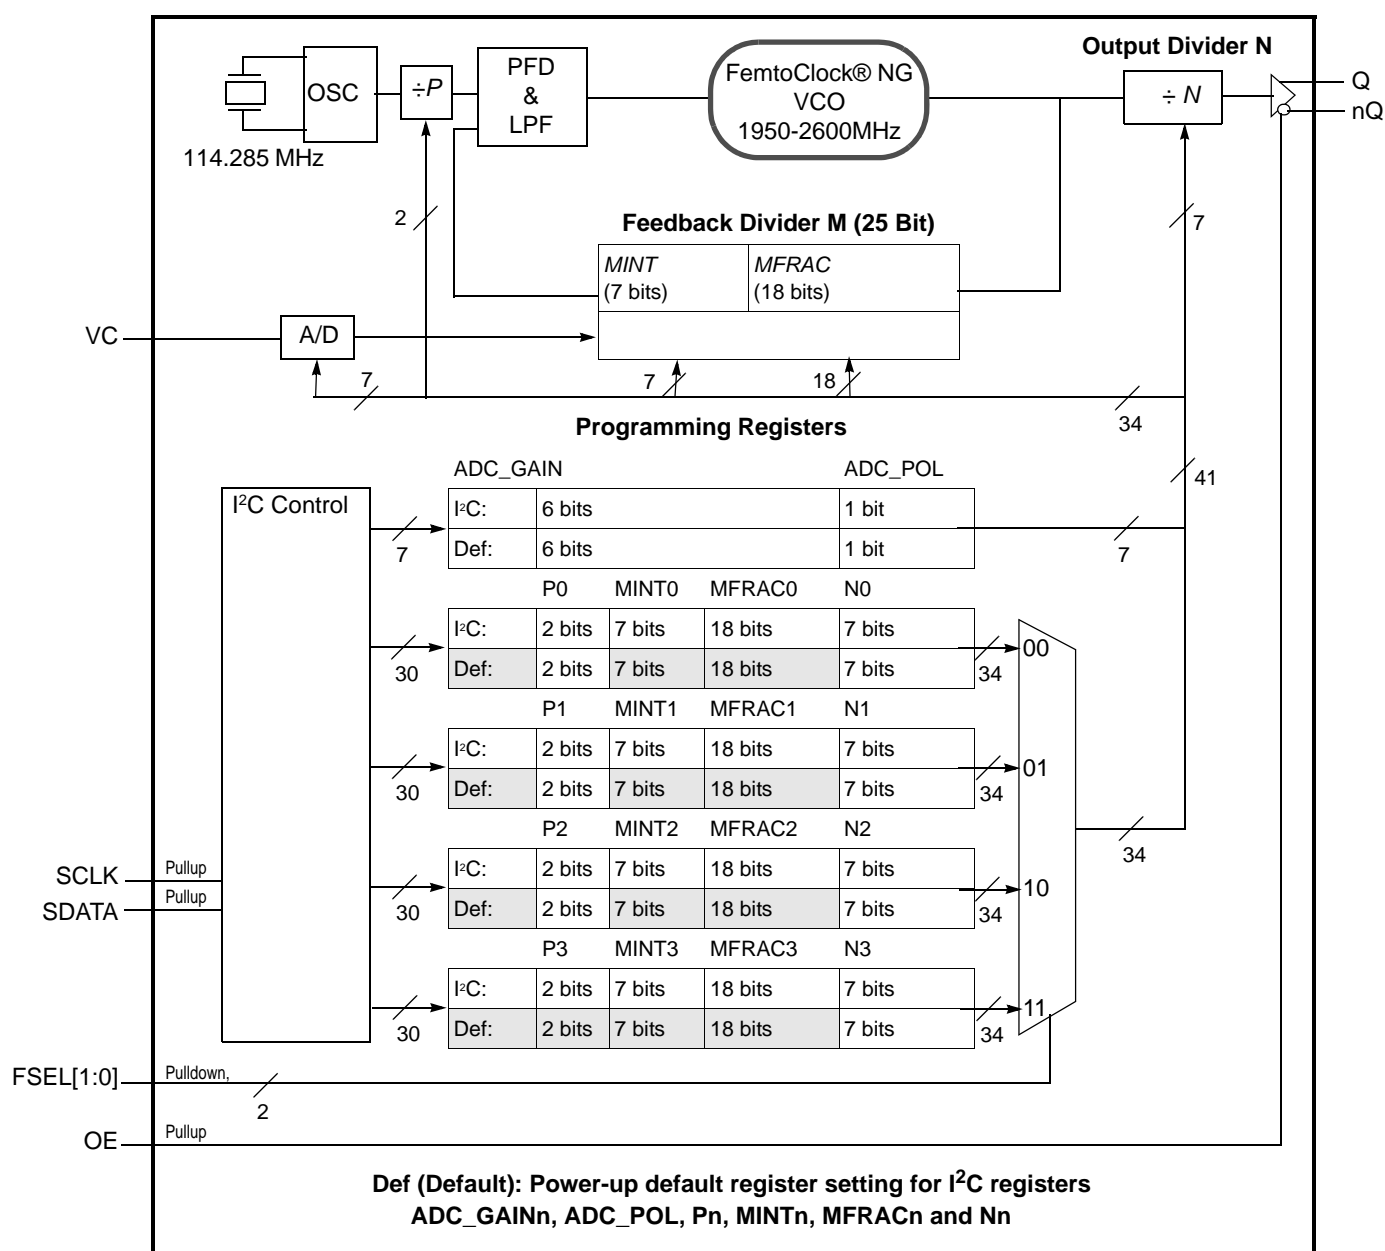 Output Divider N
OSC
÷P
PFD
&
LPF
FemtoClock® NG
VCO
1950-2600MHz
÷ N
Q
nQ
114.285 MHz
2
7
Feedback Divider M (25 Bit)
MINT
(7 bits)
MFRAC
(18 bits)
VC
A/D
7
7
18
34
Programming Registers
41
ADC_GAIN ADC_POL
I²C Control
I²C: 6 bits 1 bit
Def: 6 bits 1 bit
7
7
P0 MINT0 MFRAC0 N0
I²C: 2 bits 7 bits 18 bits 7 bits
Def: 2 bits 7 bits 18 bits 7 bits
30
34
00
P1 MINT1 MFRAC1 N1
I²C: 2 bits 7 bits 18 bits 7 bits
Def: 2 bits 7 bits 18 bits 7 bits
30
34
01
P2 MINT2 MFRAC2 N2
I²C: 2 bits 7 bits 18 bits 7 bits
Def: 2 bits 7 bits 18 bits 7 bits
30
34
10
34
SCLK Pullup
SDATA Pullup
P3 MINT3 MFRAC3 N3
I²C: 2 bits 7 bits 18 bits 7 bits
Def: 2 bits 7 bits 18 bits 7 bits
30
34
11
FSEL[1:0] Pulldown,
2
OE Pullup
Def (Default): Power-up default register setting for I²C registers
ADC_GAINn, ADC_POL, Pn, MINTn, MFRACn and Nn